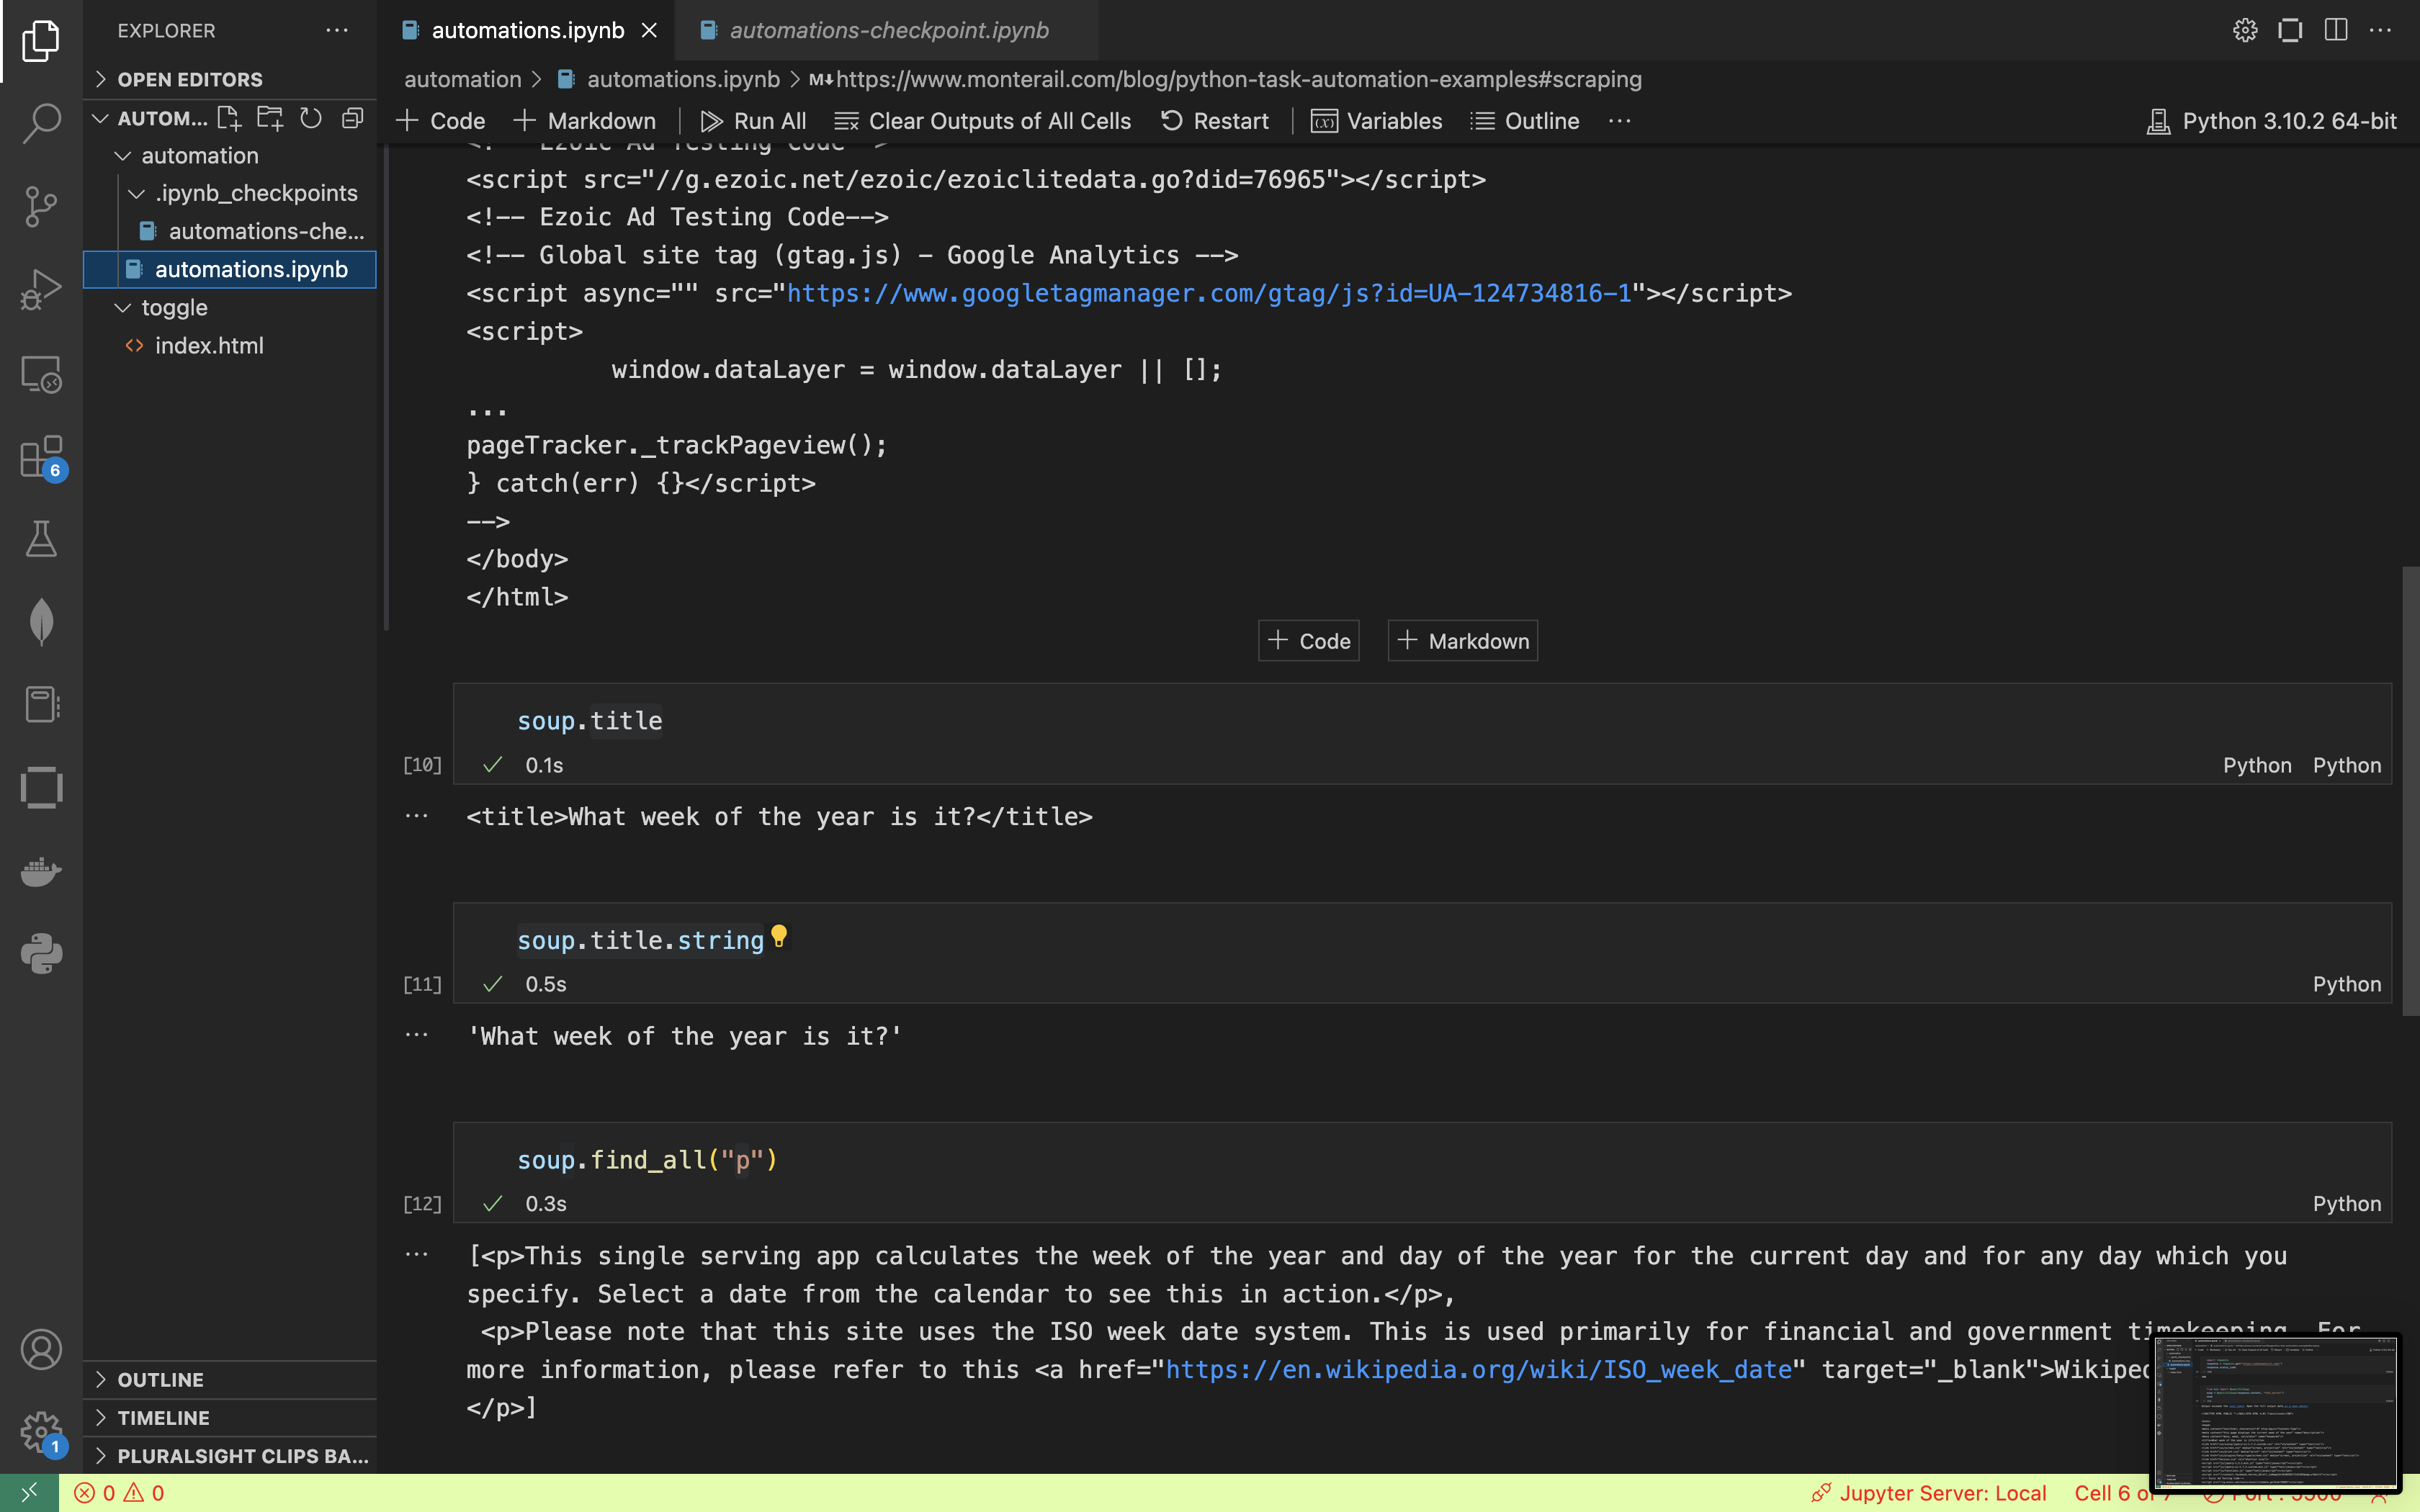 EXPLORER
OPEN EDITORS
AUTOM...
automation
.ipynb_checkpoints
automations-che...
automations.ipynb
toggle
index.html
OUTLINE
TIMELINE
PLURALSIGHT CLIPS BA...
6
1
automations.ipynb
automations-checkpoint.ipynb
automation > automations.ipynb > M↓https://www.monterail.com/blog/python-task-automation-examples#scraping
+ Code + Markdown Run All Clear Outputs of All Cells Restart Variables Outline ... Python 3.10.2 64-bit
<!-- Ezoic Ad Testing Code-->
<script src="//g.ezoic.net/ezoic/ezoiclitedata.go?did=76965"></script>
<!-- Ezoic Ad Testing Code-->
<!-- Global site tag (gtag.js) - Google Analytics -->
<script async="" src="https://www.googletagmanager.com/gtag/js?id=UA-124734816-1"></script>
<script>
window.dataLayer = window.dataLayer || [];
...
pageTracker._trackPageview();
} catch(err) {}</script>
-->
</body>
</html>
+ Code + Markdown
soup.title
[10] ✓ 0.1s Python Python
<title>What week of the year is it?</title>
soup.title.string
[11] ✓ 0.5s Python
'What week of the year is it?'
soup.find_all("p")
[12] ✓ 0.3s Python
[<p>This single serving app calculates the week of the year and day of the year for the current day and for any day which you
specify. Select a date from the calendar to see this in action.</p>,
<p>Please note that this site uses the ISO week date system. This is used primarily for financial and government timekeeping. For
more information, please refer to this <a href="https://en.wikipedia.org/wiki/ISO_week_date" target="_blank">Wikiped
</p>]
0 0 Jupyter Server: Local Cell 6 of 7